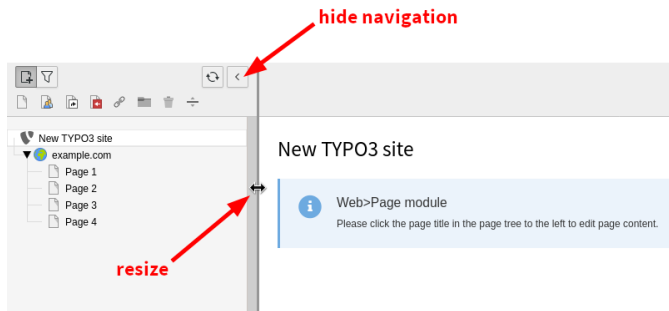 hide navigation
New TYPO3 site
example.com
Page 1
Page 2
Page 3
Page 4
New TYPO3 site
Web>Page module
Please click the page title in the page tree to the left to edit page content.
resize